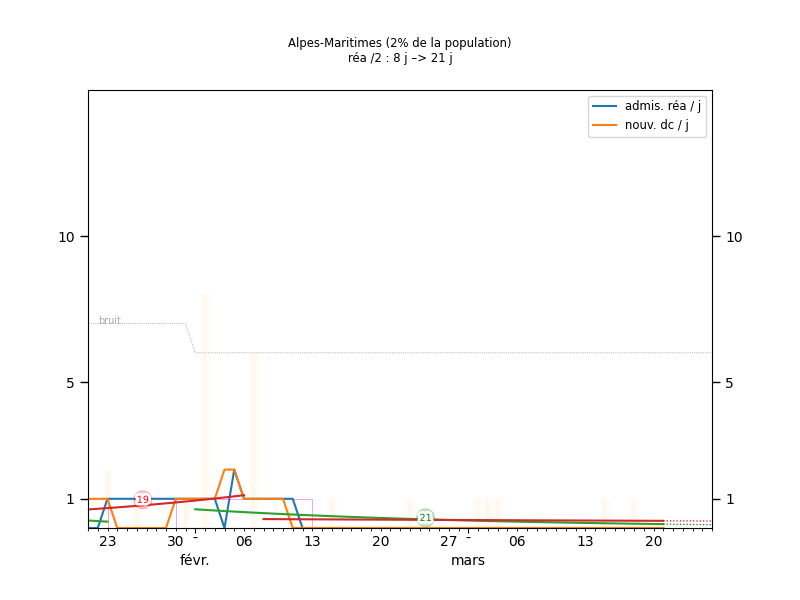 Alpes-Maritimes (2% de la population)
réa /2 : 8 j –> 21 j
admis. réa / j
nouv. dc / j
10
10
bruit
5
5
1
19
1
21
23
30
-
06
13
20
27
-
06
13
20
févr.
mars